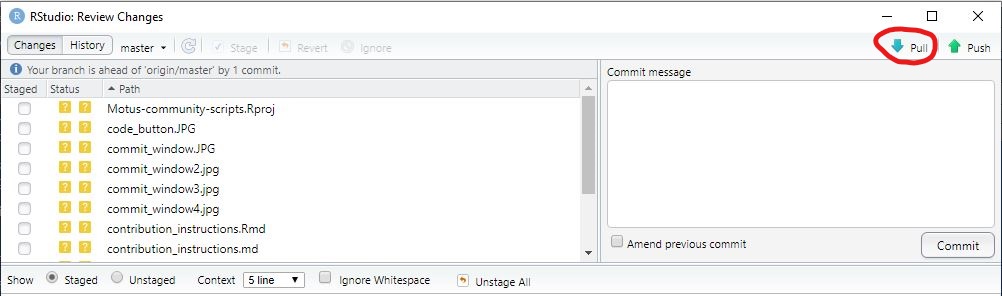 RStudio: Review Changes
Changes History master Stage Revert Ignore Pull Push
Your branch is ahead of 'origin/master' by 1 commit.
Commit message
Staged Status Path
? ? Motus-community-scripts.Rproj
? ? code_button.JPG
? ? commit_window.JPG
? ? commit_window2.jpg
? ? commit_window3.jpg
? ? commit_window4.jpg
? ? contribution_instructions.Rmd
? ? contribution_instructions.md
Amend previous commit Commit
Show Staged Unstaged Context 5 line Ignore Whitespace Unstage All